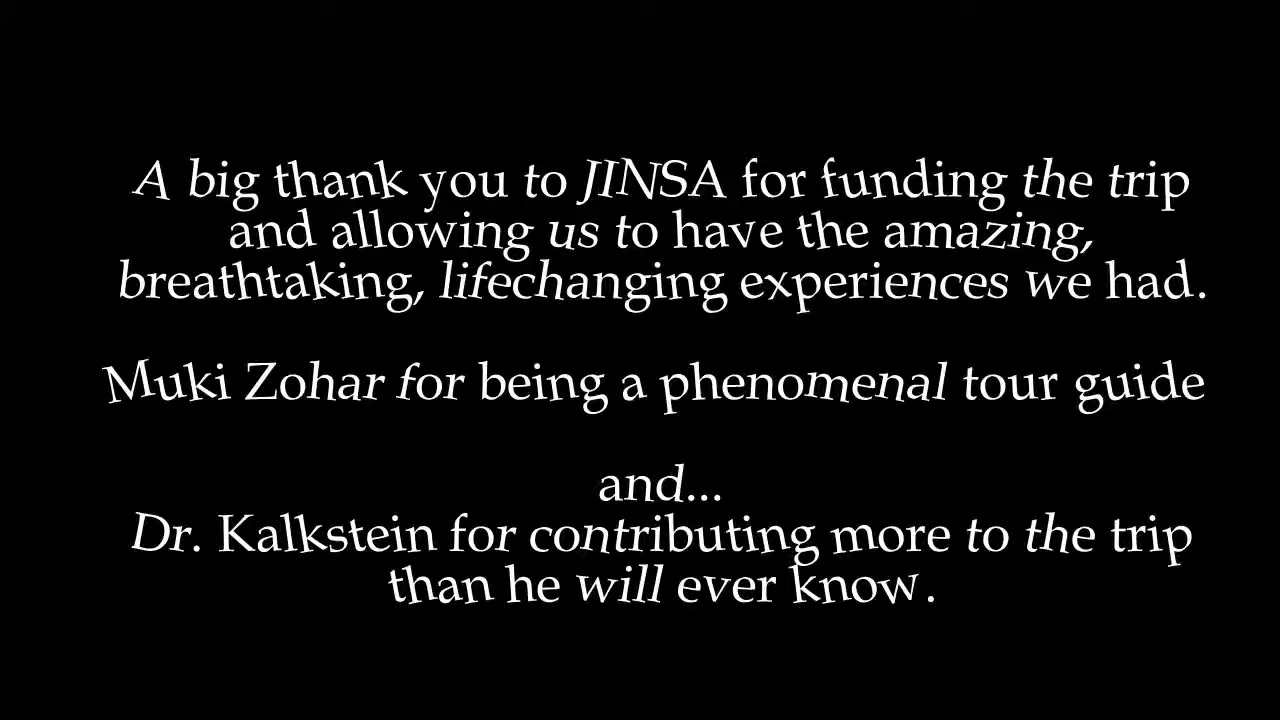 A big thank you to JINSA for funding the trip
and allowing us to have the amazing,
breathtaking, lifechanging experiences we had.
Muki Zohar for being a phenomenal tour guide
and...
Dr. Kalkstein for contributing more to the trip
than he will ever know.